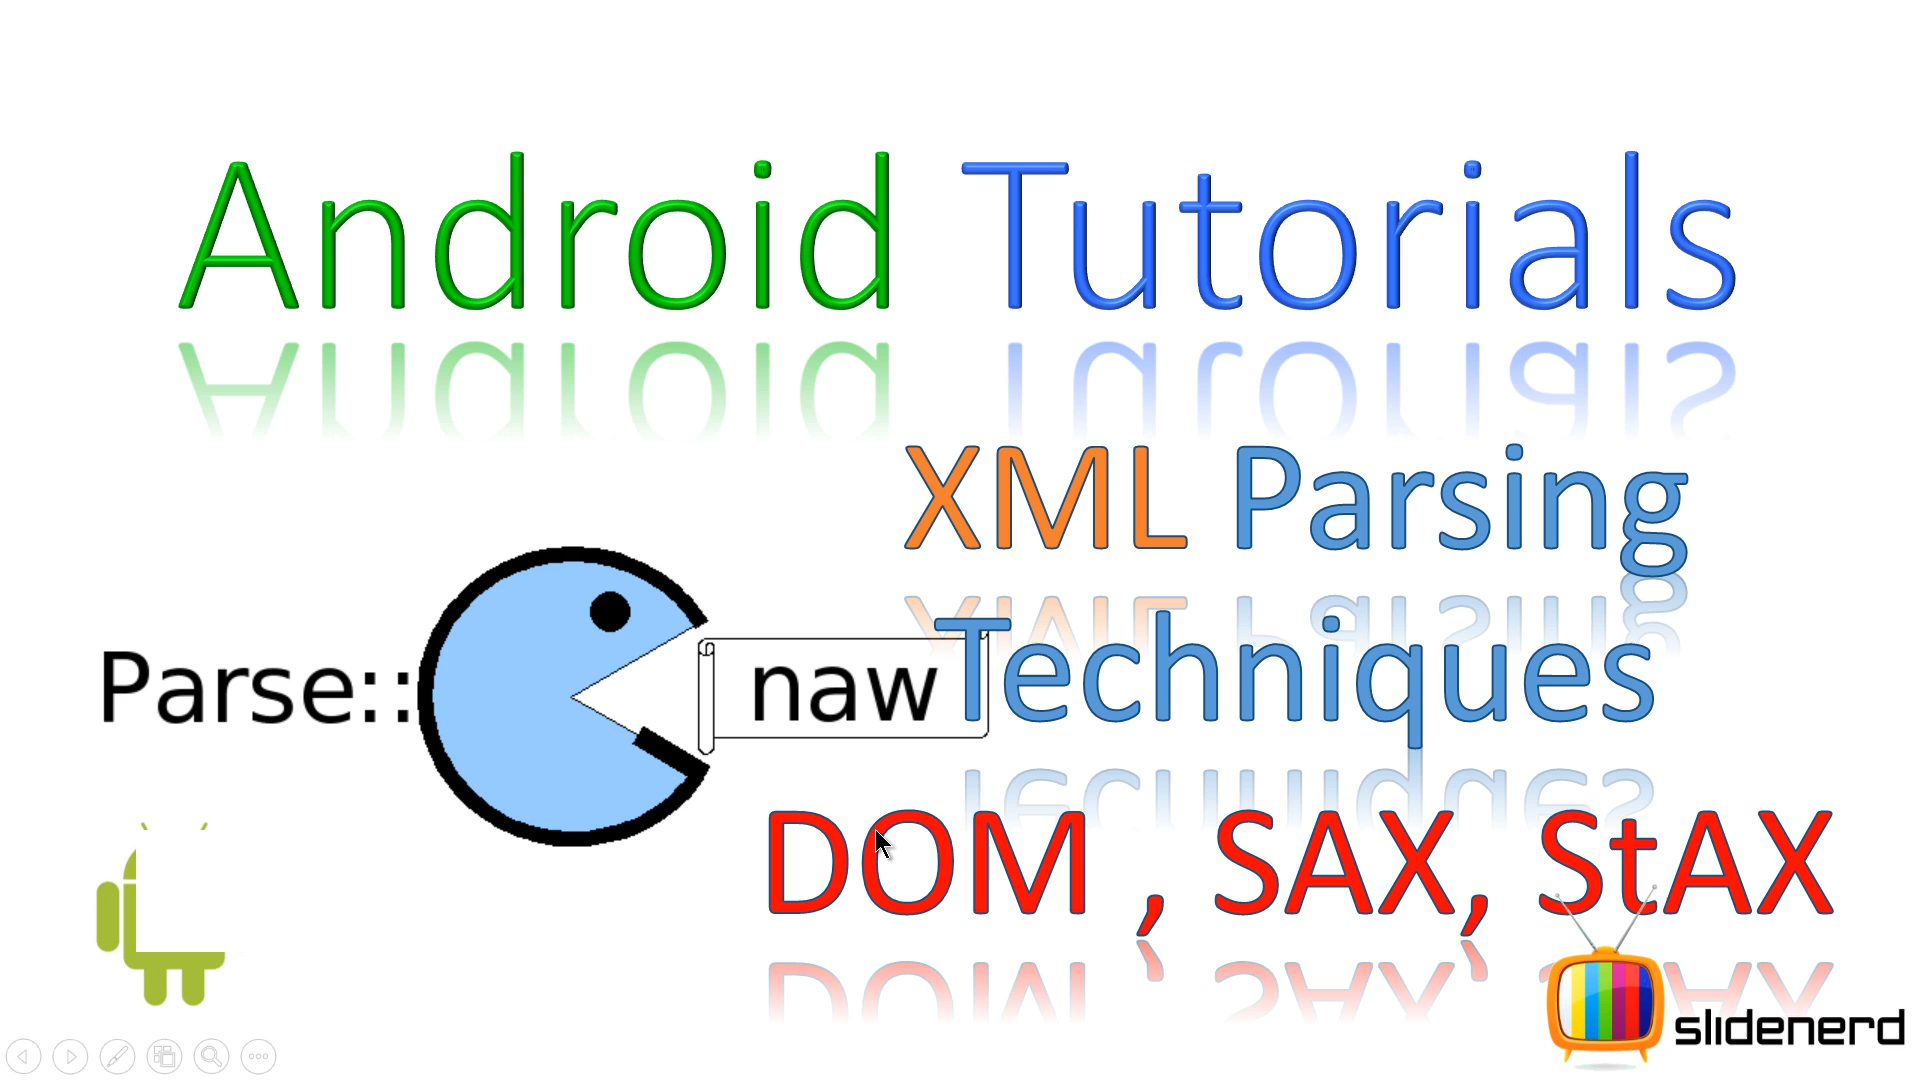 Android Tutorials
XML Parsing
Techniques
Parse::
naw
DOM , SAX, StAX
slidenerd